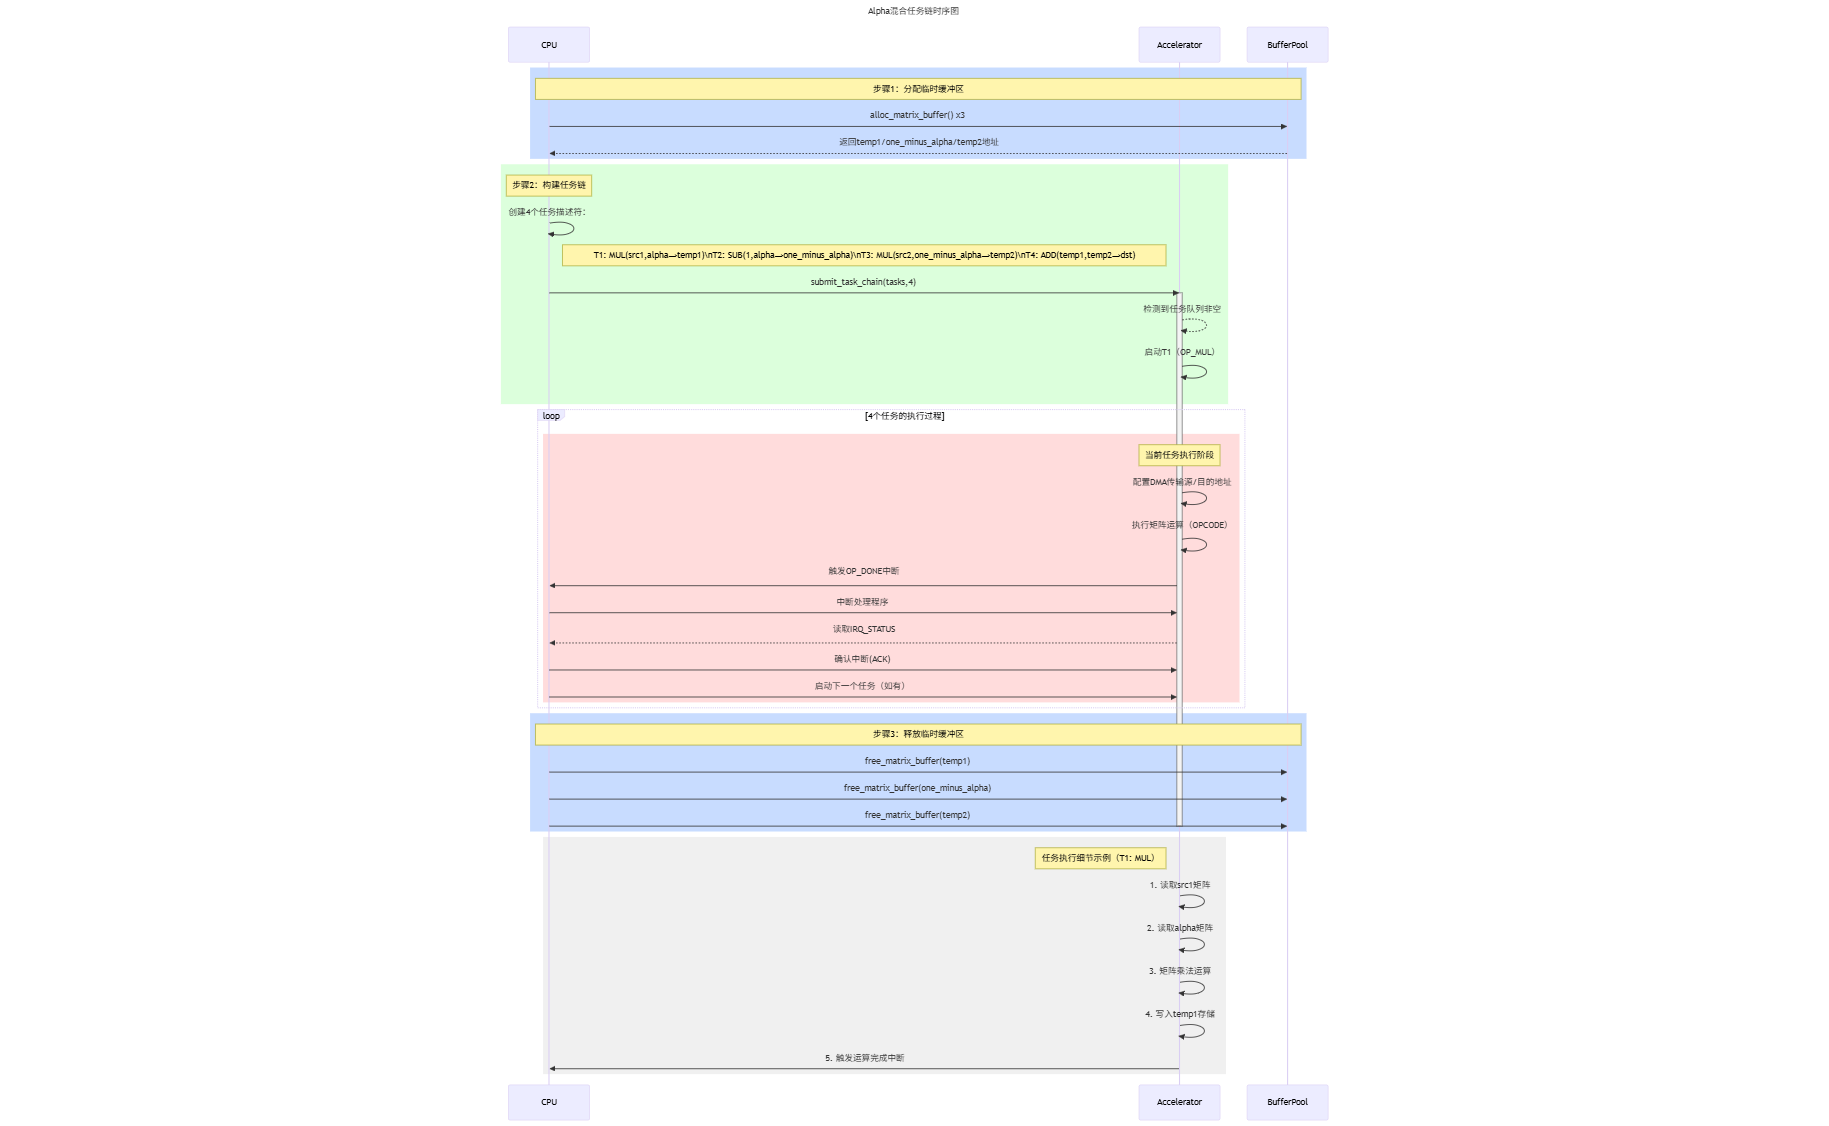 Alpha混合任务链时序图
CPU
Accelerator
BufferPool
步骤1：分配临时缓冲区
alloc_matrix_buffer() x3
返回temp1/one_minus_alpha/temp2地址
步骤2：构建任务链
创建4个任务描述符：
T1: MUL(src1,alpha→temp1)\nT2: SUB(1,alpha→one_minus_alpha)\nT3: MUL(src2,one_minus_alpha→temp2)\nT4: ADD(temp1,temp2→dst)
submit_task_chain(tasks,4)
检测到任务队列非空
启动T1（OP_MUL）
loop
[4个任务的执行过程]
当前任务执行阶段
配置DMA传输源/目的地址
执行矩阵运算（OPCODE）
触发OP_DONE中断
中断处理程序
读取IRQ_STATUS
确认中断(ACK)
启动下一个任务（如有）
步骤3：释放临时缓冲区
free_matrix_buffer(temp1)
free_matrix_buffer(one_minus_alpha)
free_matrix_buffer(temp2)
任务执行细节示例（T1: MUL）
1. 读取src1矩阵
2. 读取alpha矩阵
3. 矩阵乘法运算
4. 写入temp1存储
5. 触发运算完成中断
CPU
Accelerator
BufferPool